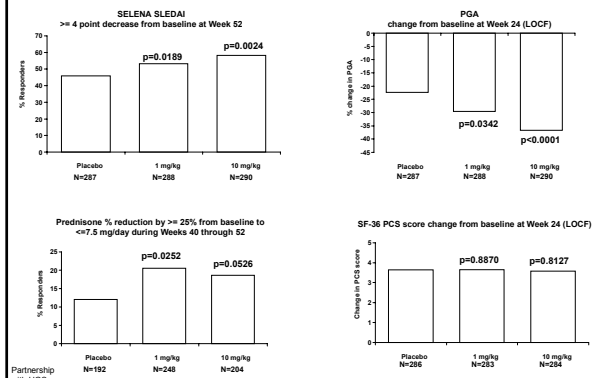 SELENA SLEDAI
>= 4 point decrease from baseline at Week 52
% Responders
70
60
50
40
30
20
10
0
p=0.0189
p=0.0024
Placebo
1 mg/kg
10 mg/kg
N=287
N=288
N=290
PGA
change from baseline at Week 24 (LOCF)
% change in PGA
0
-5
-10
-15
-20
-25
-30
-35
-40
-45
p=0.0342
p<0.0001
Placebo
1 mg/kg
10 mg/kg
N=287
N=288
N=290
Prednisone % reduction by >= 25% from baseline to
<=7.5 mg/day during Weeks 40 through 52
% Responders
25
20
15
10
5
0
p=0.0252
p=0.0526
Placebo
1 mg/kg
10 mg/kg
N=192
N=248
N=204
SF-36 PCS score change from baseline at Week 24 (LOCF)
Change in PCS score
5
4
3
2
1
0
p=0.8870
p=0.8127
Placebo
1 mg/kg
10 mg/kg
N=286
N=283
N=284
Partnership